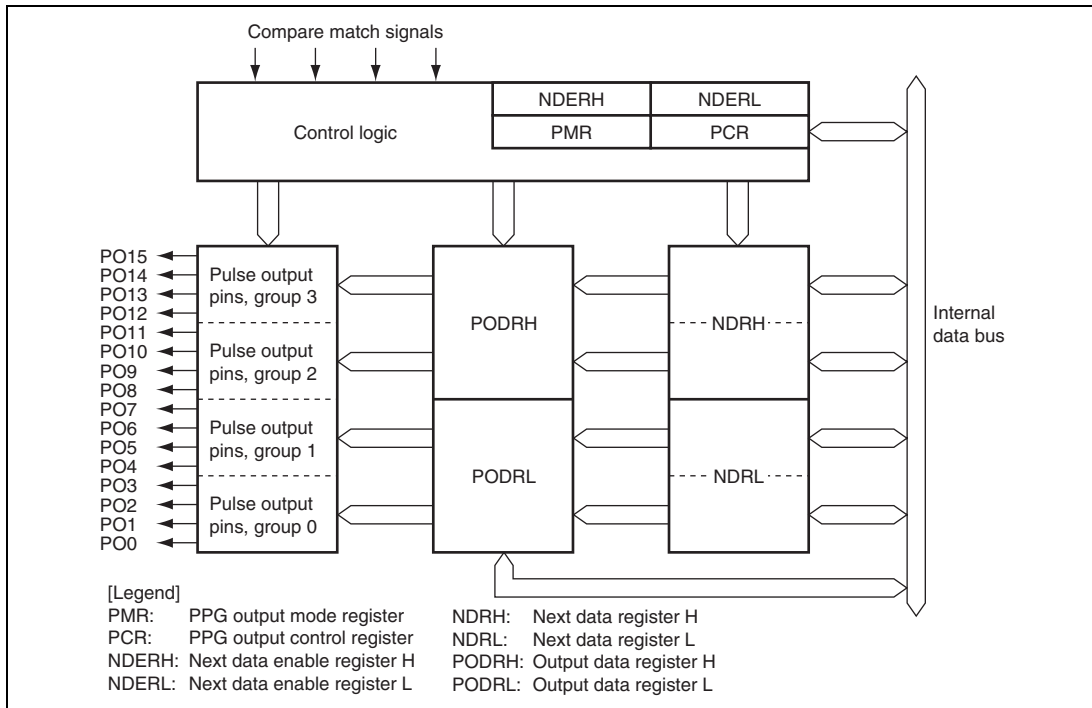 Compare match signals
NDERH
NDERL
Control logic
PMR
PCR
PO15
PO14
PO13
PO12
PO11
PO10
PO9
PO8
PO7
PO6
PO5
PO4
PO3
PO2
PO1
PO0
Pulse output
pins, group 3
Pulse output
pins, group 2
Pulse output
pins, group 1
Pulse output
pins, group 0
PODRH
PODRL
NDRH
NDRL
Internal
data bus
[Legend]
PMR: PPG output mode register
PCR: PPG output control register
NDERH: Next data enable register H
NDERL: Next data enable register L
NDRH: Next data register H
NDRL: Next data register L
PODRH: Output data register H
PODRL: Output data register L